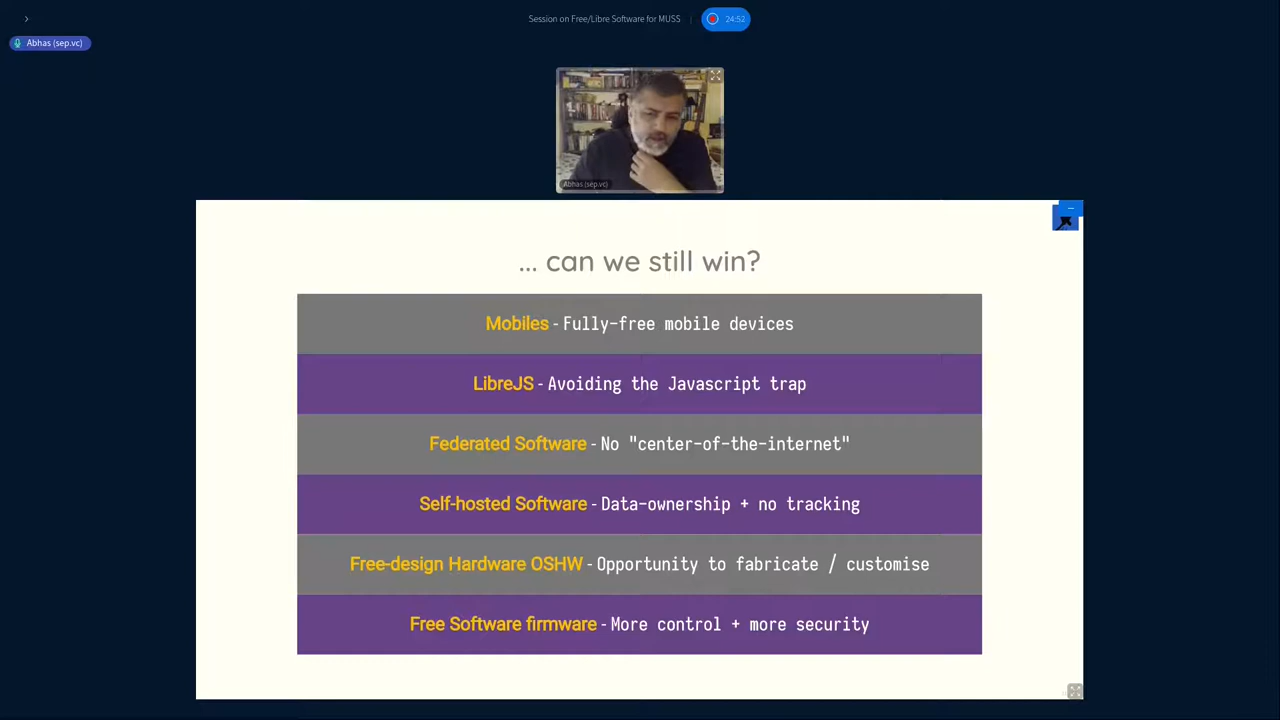 Session on Free/Libre Software for MUSS
24:52
Abhas (sep.vc)
Abhas (sep.vc)
... can we still win?
Mobiles - Fully-free mobile devices
LibreJS - Avoiding the Javascript trap
Federated Software - No "center-of-the-internet"
Self-hosted Software - Data-ownership + no tracking
Free-design Hardware OSHW - Opportunity to fabricate / customise
Free Software firmware - More control + more security